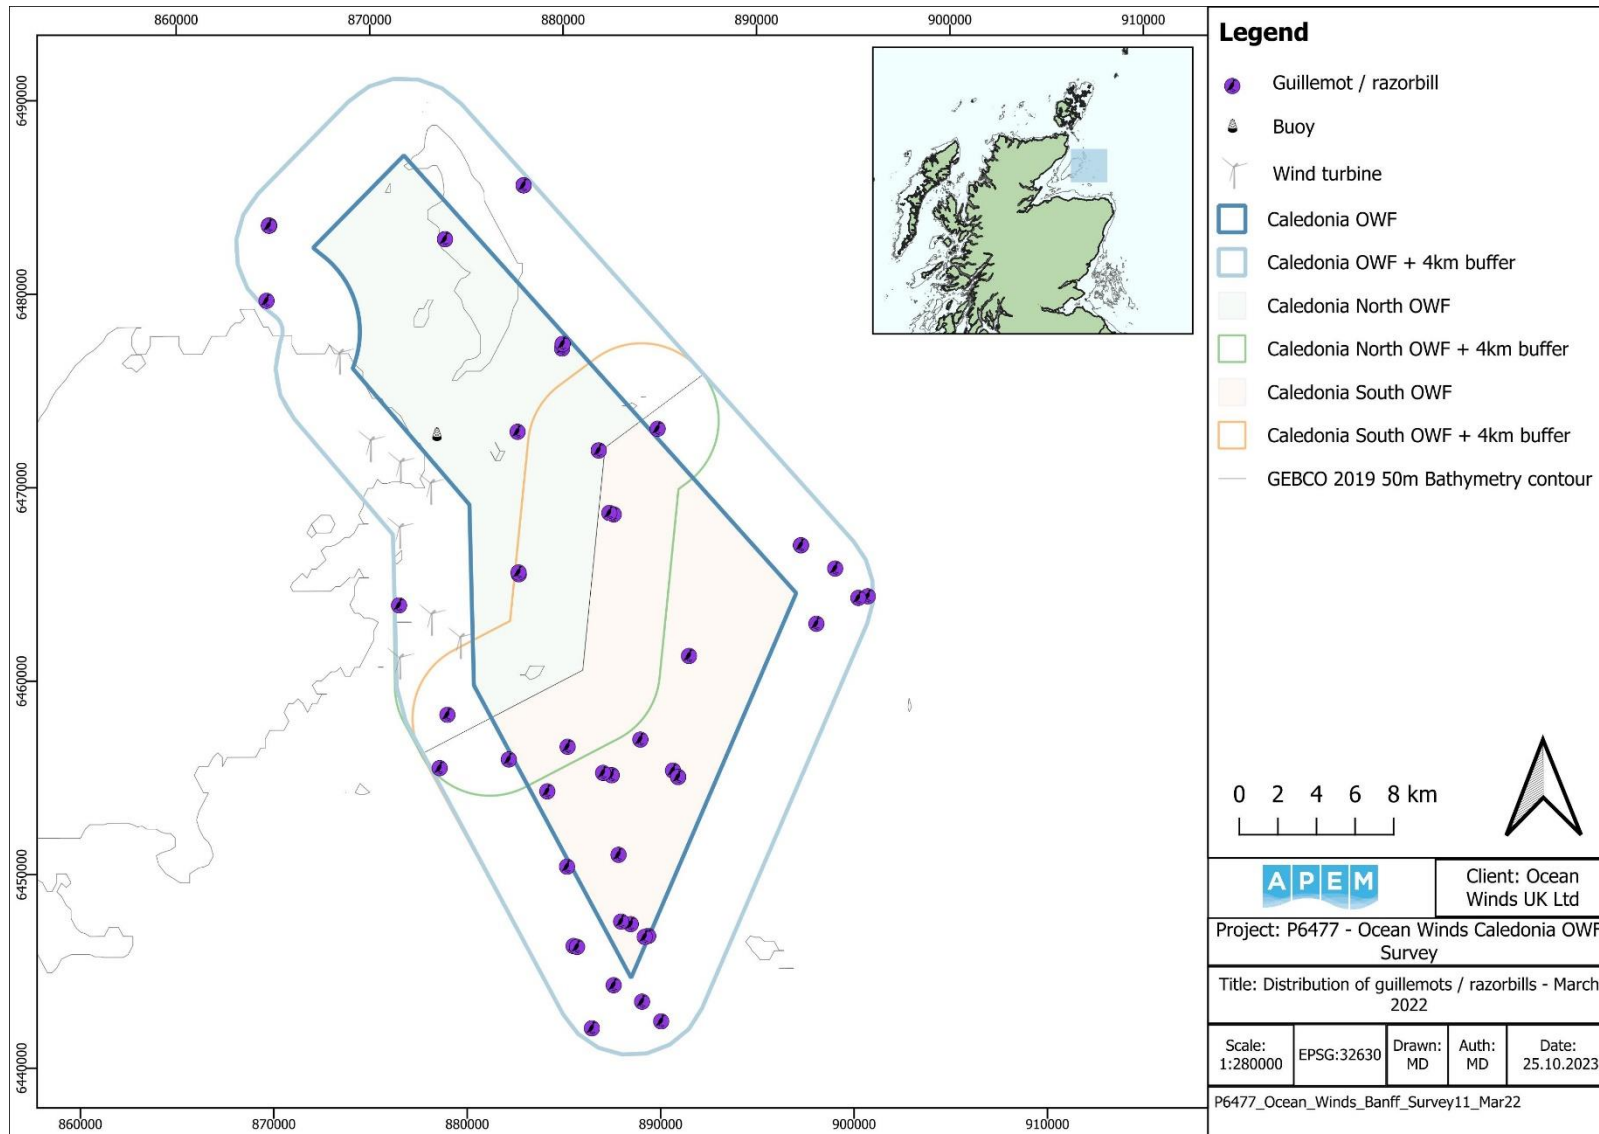 860000 870000 880000 890000 900000 910000
6490000
6480000
6470000
6460000
6450000
6440000
860000 870000 880000 890000 900000 910000
Legend
Guillemot / razorbill
Buoy
Wind turbine
Caledonia OWF
Caledonia OWF + 4km buffer
Caledonia North OWF
Caledonia North OWF + 4km buffer
Caledonia South OWF
Caledonia South OWF + 4km buffer
GEBCO 2019 50m Bathymetry contour
0 2 4 6 8 km
APEM
Client: Ocean
Winds UK Ltd
Project: P6477 - Ocean Winds Caledonia OWF
Survey
Title: Distribution of guillemots / razorbills - March
2022
Scale:
1:280000
EPSG:32630
Drawn:
MD
Auth:
MD
Date:
25.10.2023
P6477_Ocean_Winds_Banff_Survey11_Mar22